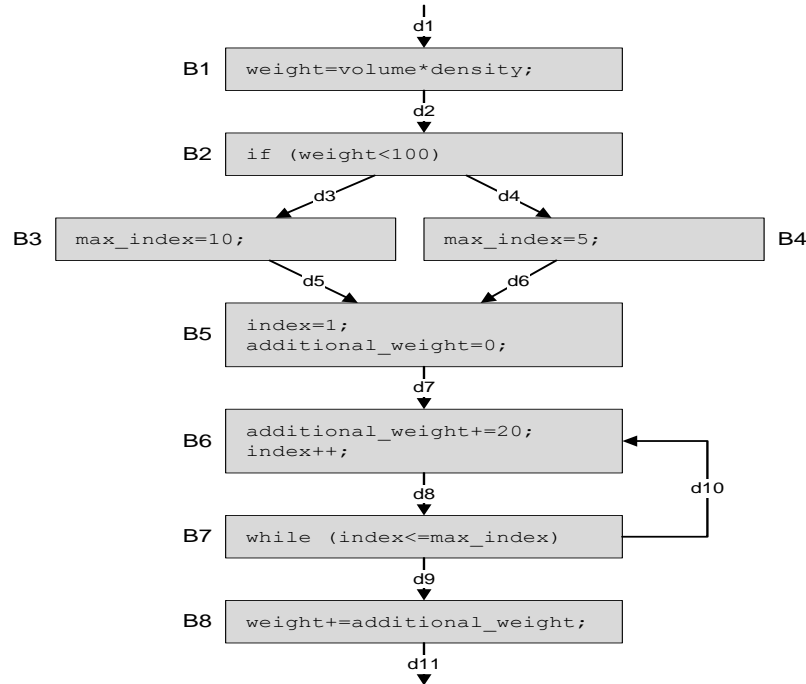 d1
B1 weight=volume*density;
d2
B2 if (weight<100)
d3 d4
B3 max_index=10; max_index=5; B4
d5 d6
B5 index=1;
additional_weight=0;
d7
B6 additional_weight+=20;
index++;
d8 d10
B7 while (index<=max_index)
d9
B8 weight+=additional_weight;
d11